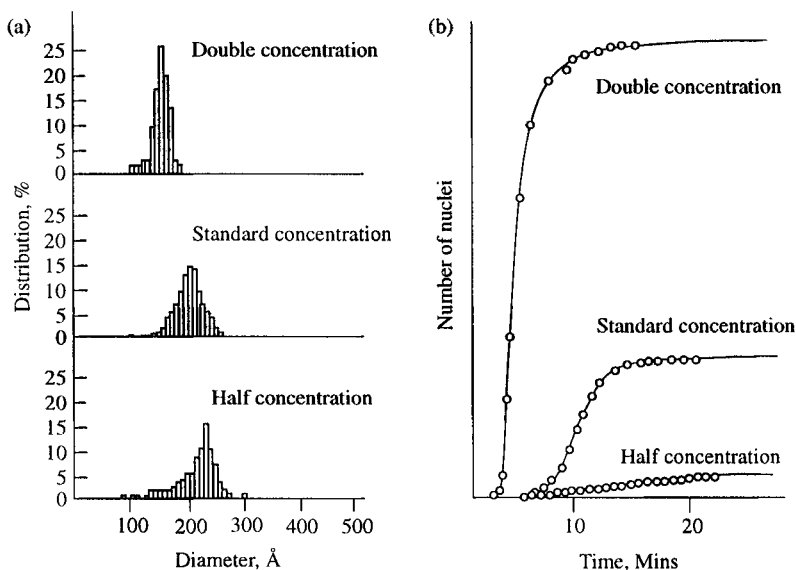 (a)
Distribution, %
25
20
15
10
5
0
Double concentration
25
20
15
10
5
0
Standard concentration
25
20
15
10
5
0
Half concentration
100 200 300 400 500
Diameter, Å
(b)
Number of nuclei
Double concentration
Standard concentration
Half concentration
10 20
Time, Mins